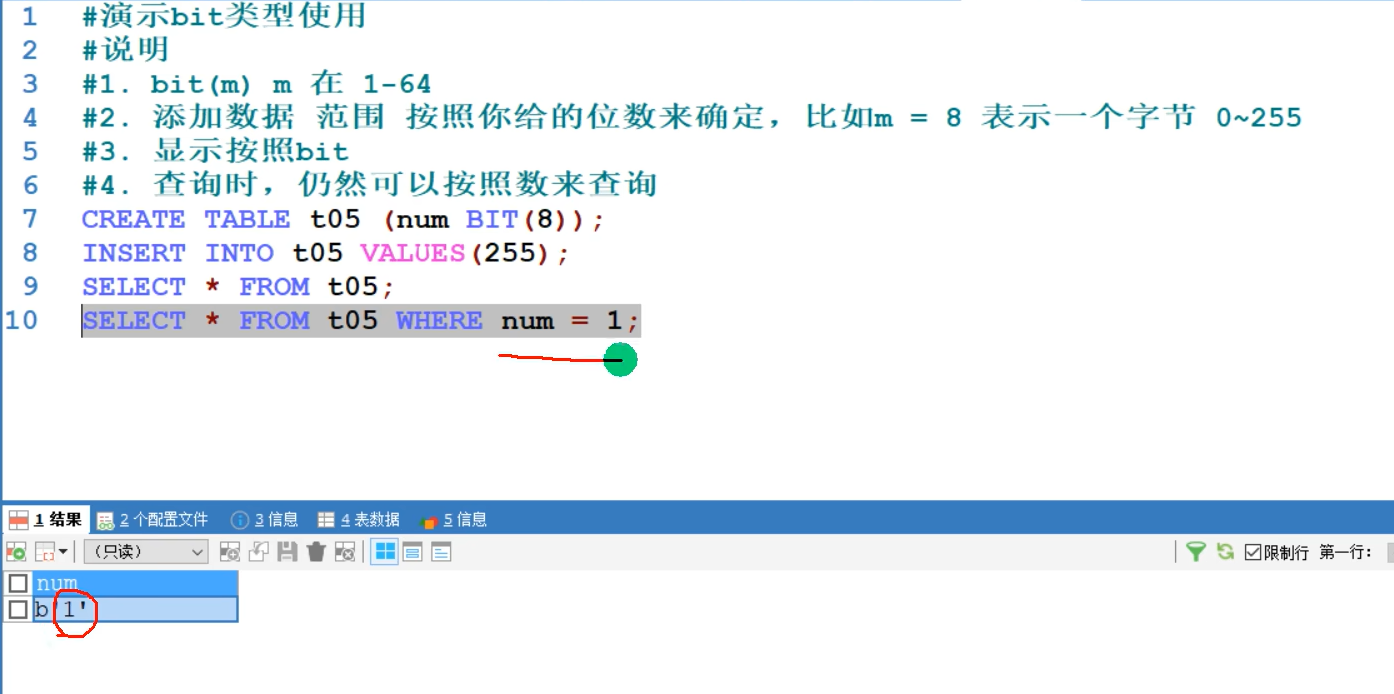 1 #演示bit类型使用
2 #说明
3 #1. bit(m) m 在 1-64
4 #2. 添加数据 范围 按照你给的位数来确定，比如m = 8 表示一个字节 0~255
5 #3. 显示按照bit
6 #4. 查询时，仍然可以按照数来查询
7 CREATE TABLE t05 (num BIT(8));
8 INSERT INTO t05 VALUES(255);
9 SELECT * FROM t05;
10 SELECT * FROM t05 WHERE num = 1;
1 结果 2 个配置文件 3 信息 4 表数据 5 信息
（只读） 限制行 第一行：
num
b'1'